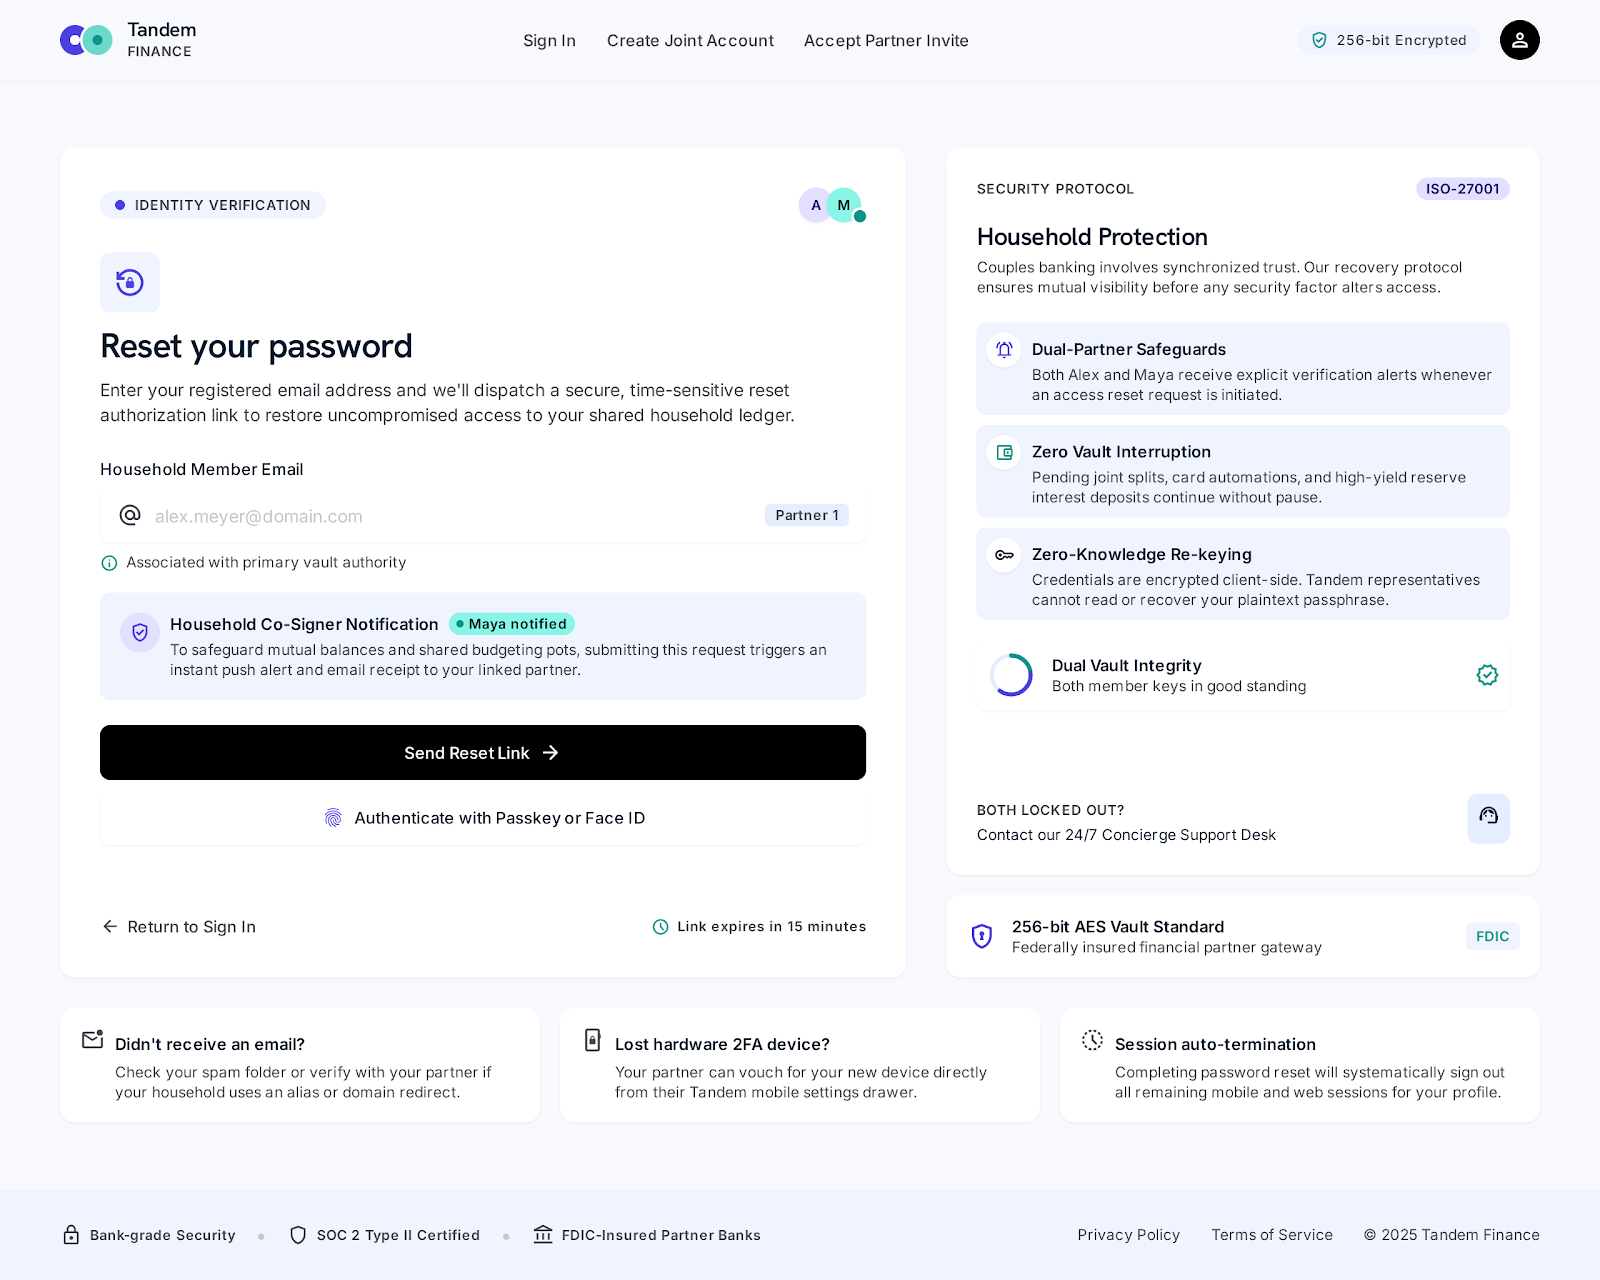 Tandem
FINANCE
Sign In
Create Joint Account
Accept Partner Invite
256-bit Encrypted
IDENTITY VERIFICATION
A
M
Reset your password
Enter your registered email address and we'll dispatch a secure, time-sensitive reset
authorization link to restore uncompromised access to your shared household ledger.
Household Member Email
alex.meyer@domain.com
Partner 1
Associated with primary vault authority
Household Co-Signer Notification
Maya notified
To safeguard mutual balances and shared budgeting pots, submitting this request triggers an
instant push alert and email receipt to your linked partner.
Send Reset Link
Authenticate with Passkey or Face ID
Return to Sign In
Link expires in 15 minutes
SECURITY PROTOCOL
ISO-27001
Household Protection
Couples banking involves synchronized trust. Our recovery protocol
ensures mutual visibility before any security factor alters access.
Dual-Partner Safeguards
Both Alex and Maya receive explicit verification alerts whenever
an access reset request is initiated.
Zero Vault Interruption
Pending joint splits, card automations, and high-yield reserve
interest deposits continue without pause.
Zero-Knowledge Re-keying
Credentials are encrypted client-side. Tandem representatives
cannot read or recover your plaintext passphrase.
Dual Vault Integrity
Both member keys in good standing
BOTH LOCKED OUT?
Contact our 24/7 Concierge Support Desk
256-bit AES Vault Standard
Federally insured financial partner gateway
FDIC
Didn't receive an email?
Check your spam folder or verify with your partner if
your household uses an alias or domain redirect.
Lost hardware 2FA device?
Your partner can vouch for your new device directly
from their Tandem mobile settings drawer.
Session auto-termination
Completing password reset will systematically sign out
all remaining mobile and web sessions for your profile.
Bank-grade Security
SOC 2 Type II Certified
FDIC-Insured Partner Banks
Privacy Policy
Terms of Service
© 2025 Tandem Finance